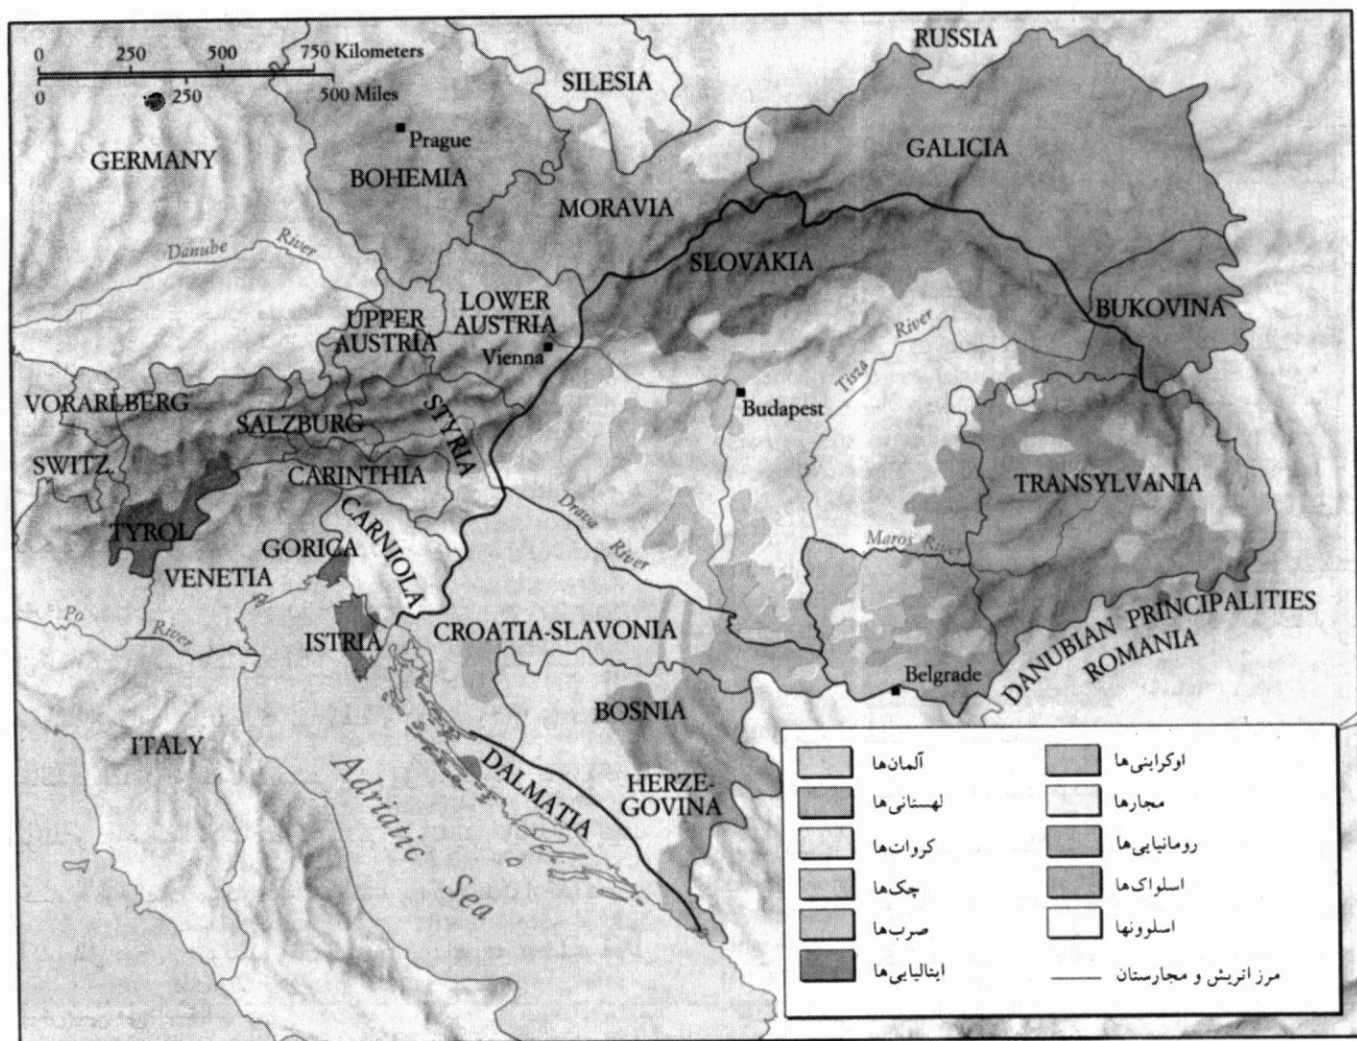 0 250 500 750 Kilometers
0 250 500 Miles
RUSSIA
SILESIA
GERMANY
Prague
BOHEMIA
GALICIA
MORAVIA
Danube River
SLOVAKIA
LOWER
AUSTRIA
UPPER
AUSTRIA
Vienna
BUKOVINA
Tisza River
Budapest
VORARLBERG
SALZBURG
STYRIA
SWITZ.
CARINTHIA
TRANSYLVANIA
TYROL
CARNIOLA
Drava River
Maros River
GORICA
VENETIA
Po River
ISTRIA
CROATIA-SLAVONIA
DANUBIAN PRINCIPALITIES
ROMANIA
Belgrade
BOSNIA
ITALY
DALMATIA
HERZE-
GOVINA
Adriatic Sea
آلمان‌ها
لهستانی‌ها
کروات‌ها
چک‌ها
صرب‌ها
ایتالیایی‌ها
اوکراینی‌ها
مجارها
رومانیایی‌ها
اسلواک‌ها
اسلوونها
مرز اتریش و مجارستان